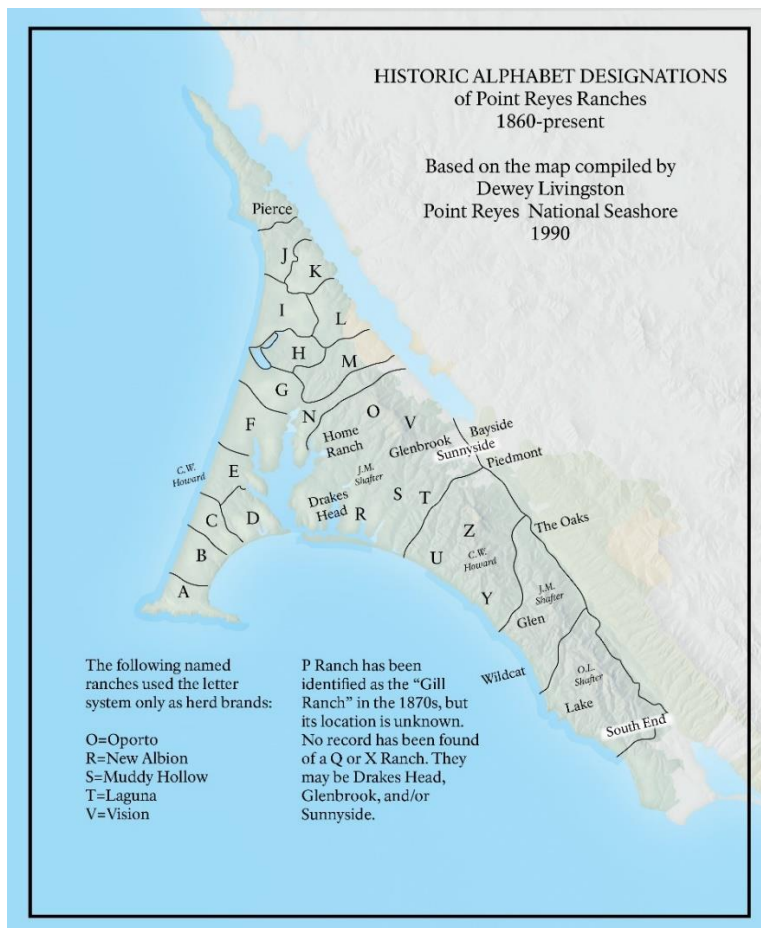 HISTORIC ALPHABET DESIGNATIONS
of Point Reyes Ranches
1860-present
Based on the map compiled by
Dewey Livingston
Point Reyes National Seashore
1990
Pierce
J
K
I
L
H
M
G
N
O
V
F
Home
Ranch
Glenbrook
Bayside
Sunnyside
Piedmont
C.W.
Howard
E
J.M.
Shafter
Drakes
Head
R
S
T
C
D
The Oaks
B
Z
U
C.W.
Howard
A
Y
J.M.
Shafter
Glen
Wildcat
O.L.
Shafter
Lake
South End
The following named
ranches used the letter
system only as herd brands:
O=Oporto
R=New Albion
S=Muddy Hollow
T=Laguna
V=Vision
P Ranch has been
identified as the “Gill
Ranch” in the 1870s, but
its location is unknown.
No record has been found
of a Q or X Ranch. They
may be Drakes Head,
Glenbrook, and/or
Sunnyside.